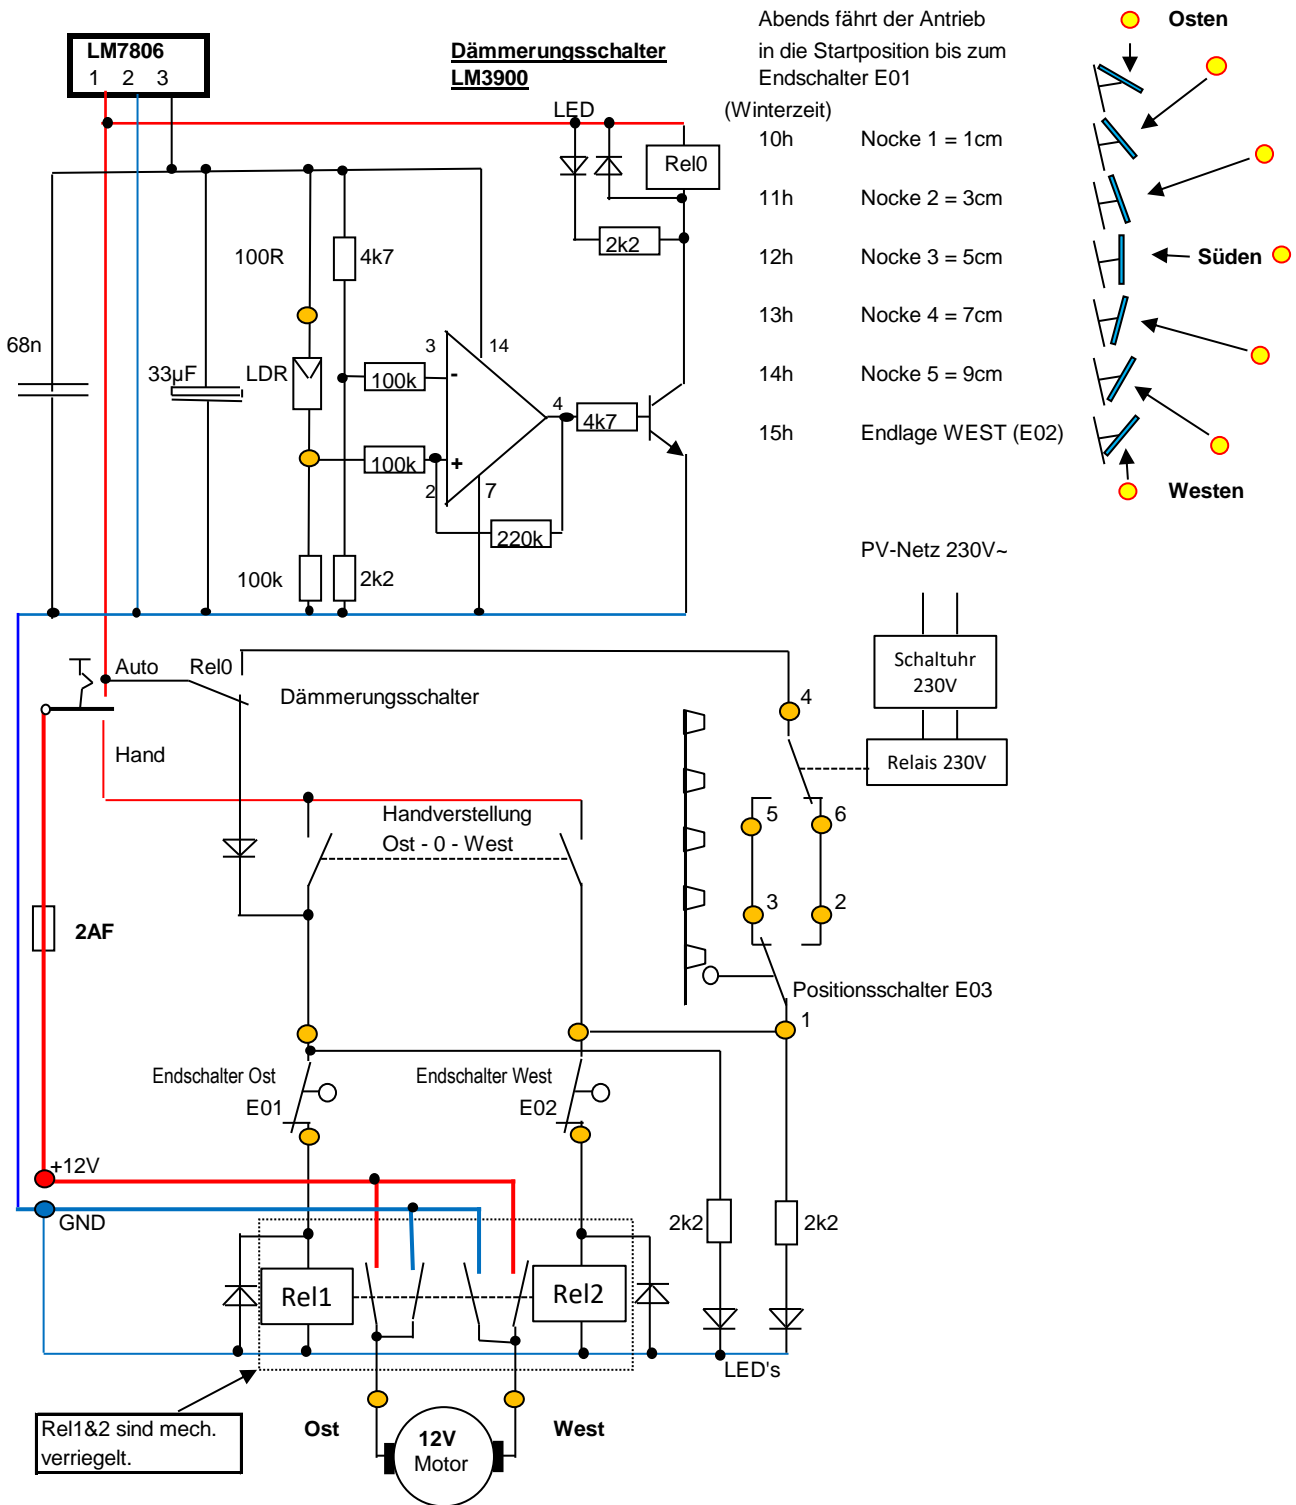 LM7806
1 2 3
Dämmerungsschalter
LM3900
Abends fährt der Antrieb
in die Startposition bis zum
Endschalter E01
(Winterzeit)
10h Nocke 1 = 1cm
11h Nocke 2 = 3cm
12h Nocke 3 = 5cm
13h Nocke 4 = 7cm
14h Nocke 5 = 9cm
15h Endlage WEST (E02)
Osten
Süden
Westen
LED
Rel0
2k2
100R
4k7
68n
33µF
LDR
100k
3
14
-
4
4k7
100k
+
2
7
220k
100k
2k2
PV-Netz 230V~
Schaltuhr
230V
Relais 230V
Auto
Rel0
Dämmerungsschalter
Hand
4
5
6
Handverstellung
Ost - 0 - West
3
2
2AF
Positionsschalter E03
1
Endschalter Ost
E01
Endschalter West
E02
+12V
GND
2k2
2k2
Rel1
Rel2
LED's
Rel1&2 sind mech.
verriegelt.
Ost
West
12V
Motor